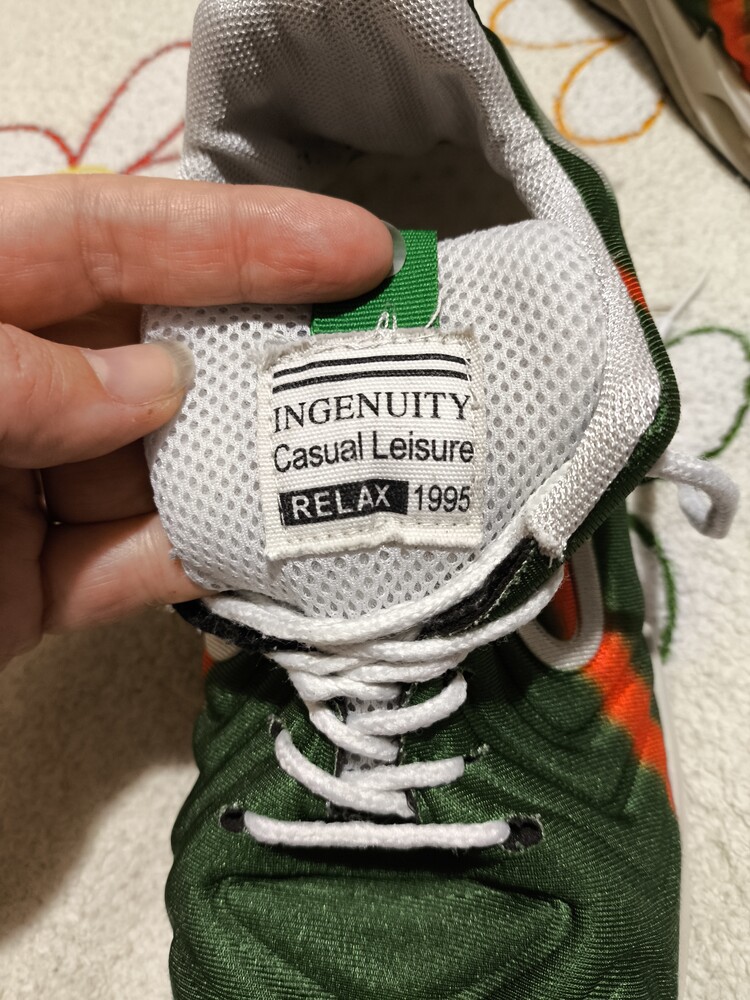 INGENUITY
Casual Leisure
RELAX 1995